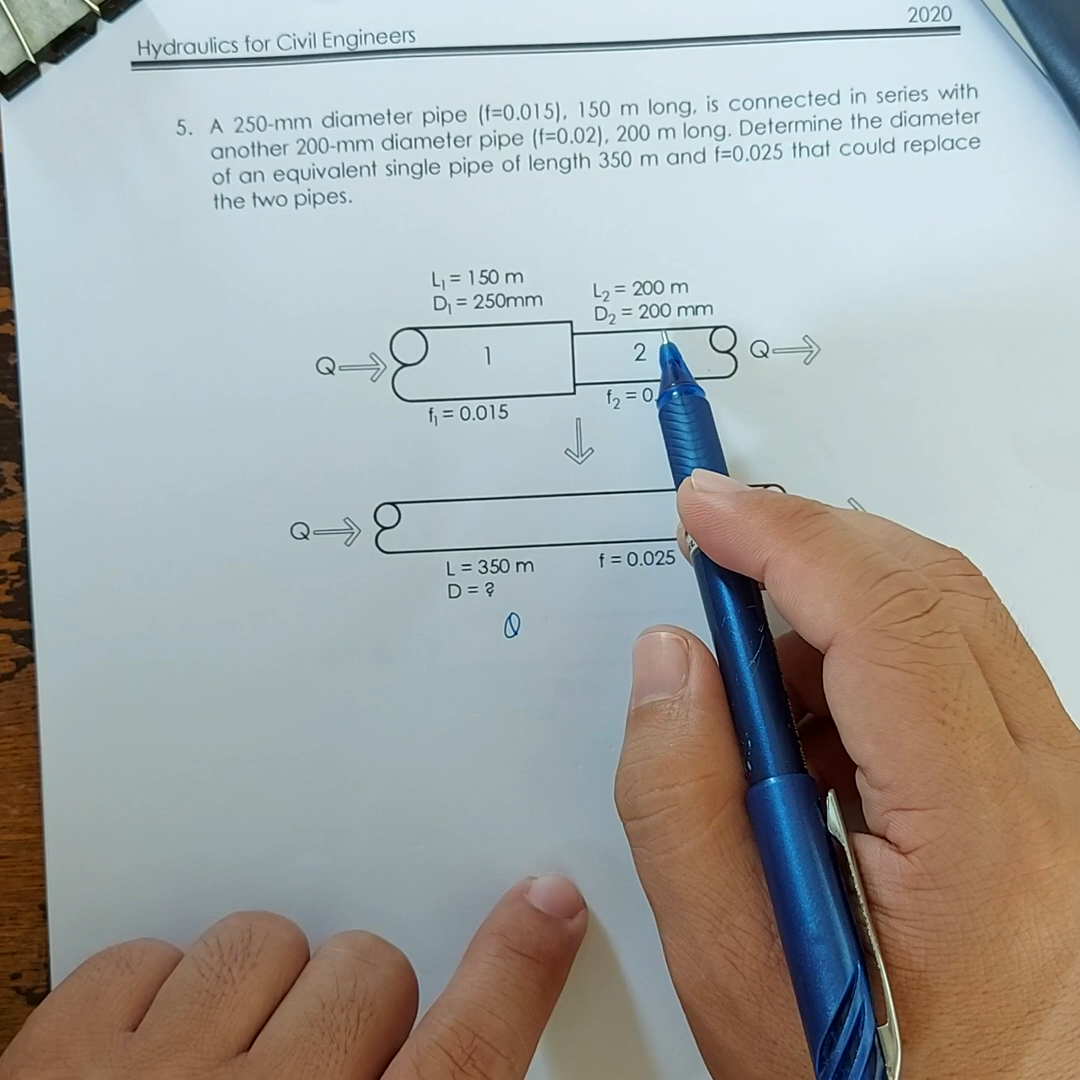 2020
Hydraulics for Civil Engineers
5. A 250-mm diameter pipe (f=0.015), 150 m long, is connected in series with
another 200-mm diameter pipe (f=0.02), 200 m long. Determine the diameter
of an equivalent single pipe of length 350 m and f=0.025 that could replace
the two pipes.
L₁ = 150 m
D₁ = 250mm
L₂ = 200 m
D₂ = 200 mm
Q 1 2 Q
f₁ = 0.015
f₂ = 0.
Q
L = 350 m
f = 0.025
D = ?